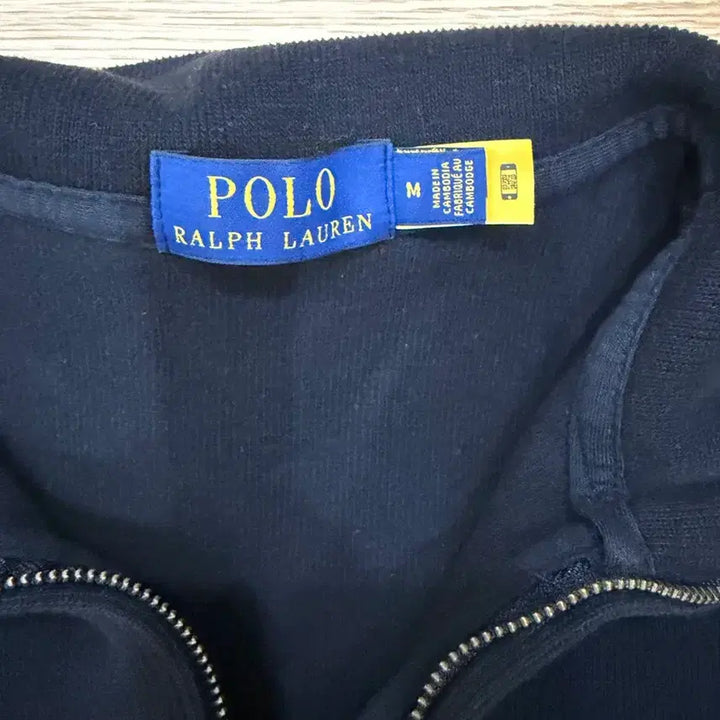 POLO
RALPH LAUREN
M
MADE IN
CAMBODIA
FABRIQUÉ AU
CAMBODGE